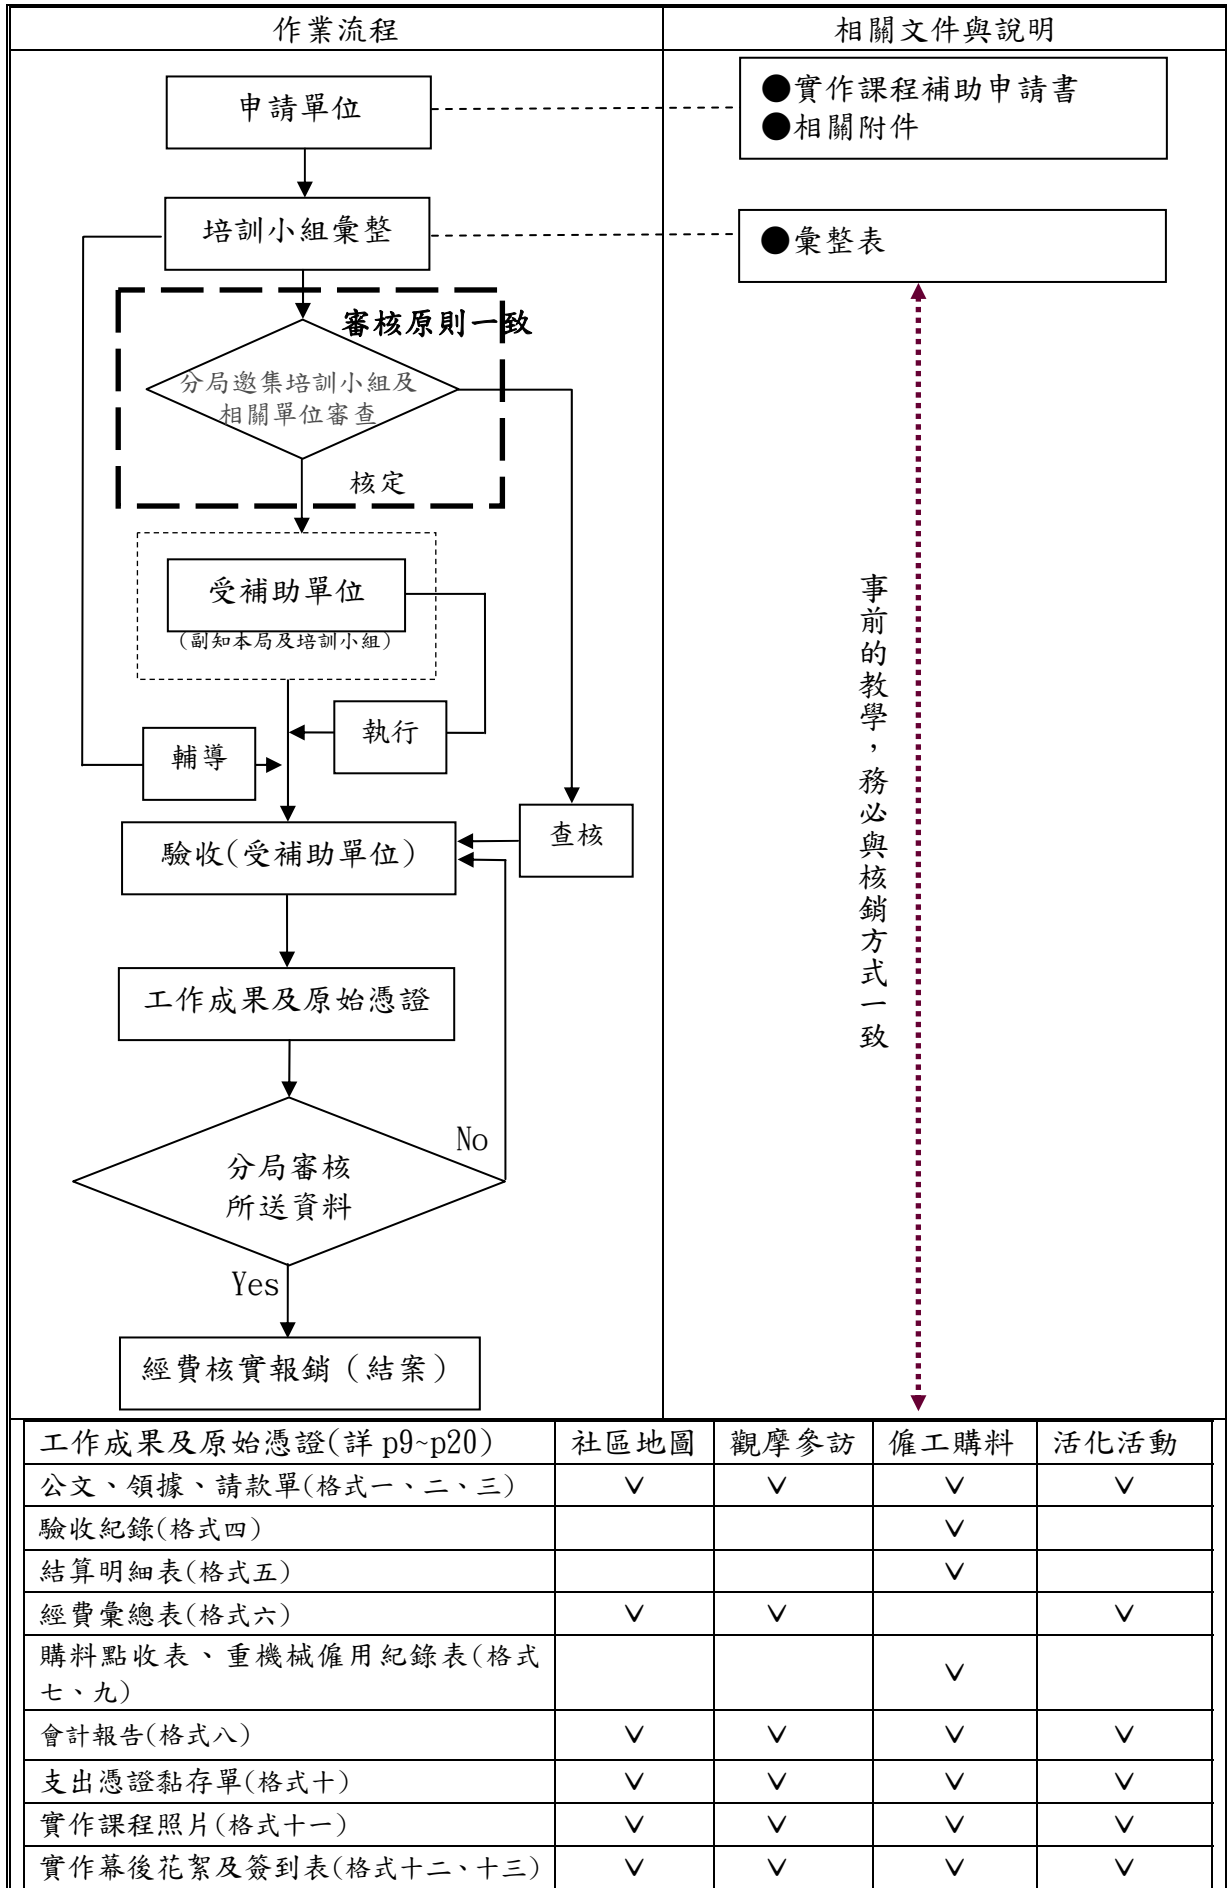 作業流程
相關文件與說明
申請單位
●實作課程補助申請書
●相關附件
培訓小組彙整
●彙整表
審核原則一致
分局邀集培訓小組及
相關單位審查
核定
受補助單位
(副知本局及培訓小組)
執行
輔導
查核
驗收(受補助單位)
工作成果及原始憑證
No
分局審核
所送資料
Yes
經費核實報銷（結案）
事前的教學，務必與核銷方式一致
工作成果及原始憑證(詳 p9~p20) 社區地圖 觀摩參訪 僱工購料 活化活動
公文、領據、請款單(格式一、二、三) ∨ ∨ ∨ ∨
驗收紀錄(格式四) ∨
結算明細表(格式五) ∨
經費彙總表(格式六) ∨ ∨ ∨
購料點收表、重機械僱用紀錄表(格式
七、九) ∨
會計報告(格式八) ∨ ∨ ∨ ∨
支出憑證黏存單(格式十) ∨ ∨ ∨ ∨
實作課程照片(格式十一) ∨ ∨ ∨ ∨
實作幕後花絮及簽到表(格式十二、十三) ∨ ∨ ∨ ∨